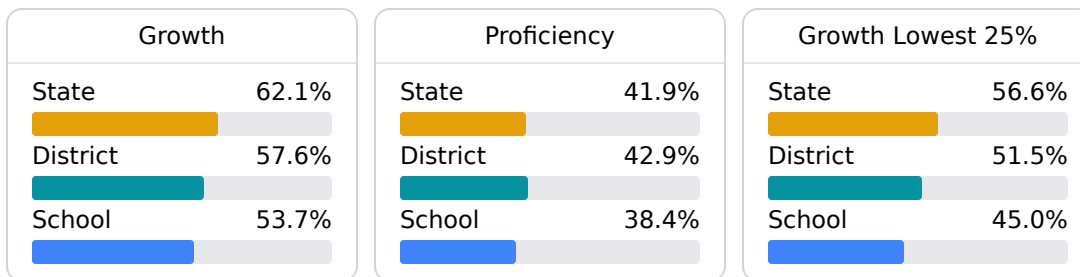 Growth
State 62.1%
District 57.6%
School 53.7%
Proficiency
State 41.9%
District 42.9%
School 38.4%
Growth Lowest 25%
State 56.6%
District 51.5%
School 45.0%